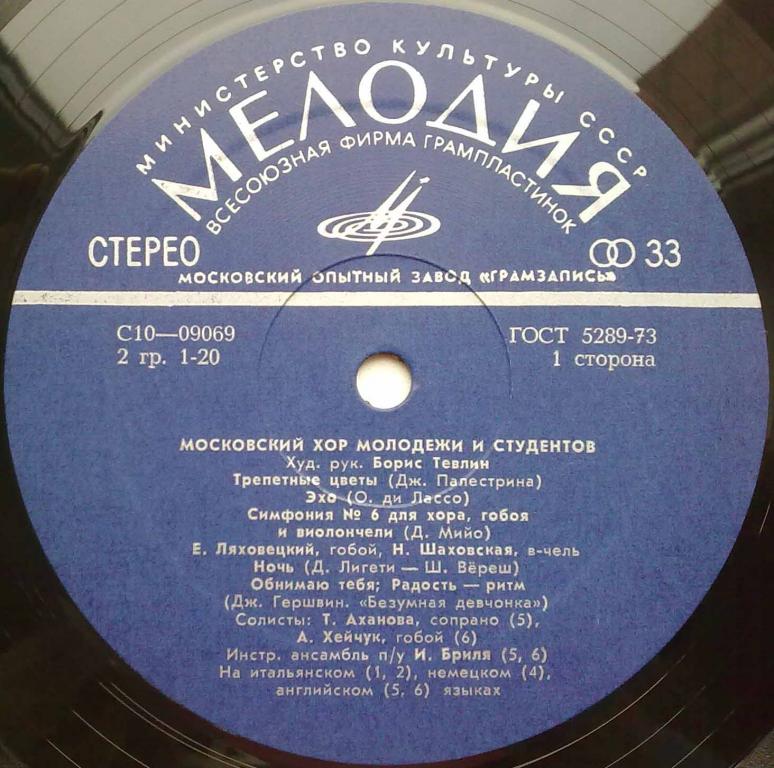 МИНИСТЕРСТВО КУЛЬТУРЫ СССР
МЕЛОДИЯ
ВСЕСОЮЗНАЯ ФИРМА ГРАМПЛАСТИНОК
СТЕРЕО
33
МОСКОВСКИЙ ОПЫТНЫЙ ЗАВОД «ГРАМЗАПИСЬ»
С10—09069
ГОСТ 5289-73
2 гр. 1-20
1 сторона
МОСКОВСКИЙ ХОР МОЛОДЕЖИ И СТУДЕНТОВ
Худ. рук. Борис Тевлин
Трепетные цветы (Дж. Палестрина)
Эхо (О. ди Лассо)
Симфония № 6 для хора, гобоя
и виолончели (Д. Мийо)
Е. Ляховецкий, гобой, Н. Шаховская, в-чель
Ночь (Д. Лигети — Ш. Вёреш)
Обнимаю тебя; Радость — ритм
(Дж. Гершвин. «Безумная девчонка»)
Солисты: Т. Аханова, сопрано (5),
А. Хейчук, гобой (6)
Инстр. ансамбль п/у И. Бриля (5, 6)
На итальянском (1, 2), немецком (4),
английском (5, 6) языках